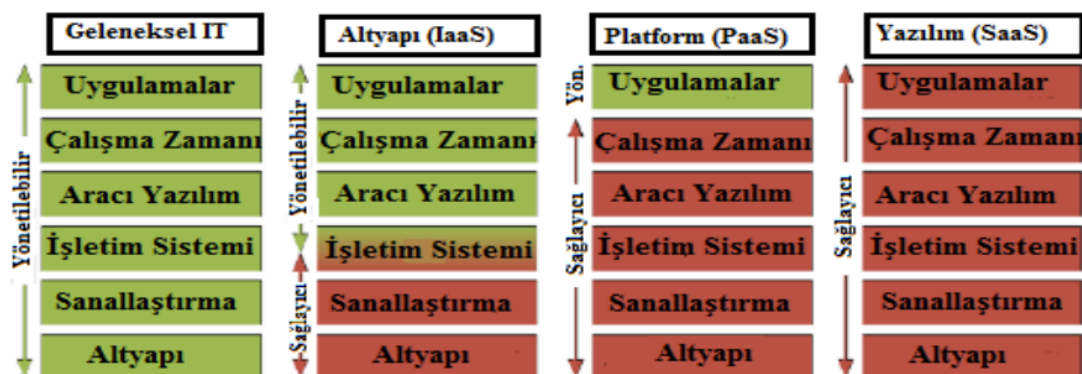 Geleneksel IT
Altyapı (IaaS)
Platform (PaaS)
Yazılım (SaaS)
Yönetilebilir
Uygulamalar
Çalışma Zamanı
Aracı Yazılım
İşletim Sistemi
Sanallaştırma
Altyapı
Yönetilebilir
Sağlayıcı
Uygulamalar
Çalışma Zamanı
Aracı Yazılım
İşletim Sistemi
Sanallaştırma
Altyapı
Yön.
Sağlayıcı
Uygulamalar
Çalışma Zamanı
Aracı Yazılım
İşletim Sistemi
Sanallaştırma
Altyapı
Sağlayıcı
Uygulamalar
Çalışma Zamanı
Aracı Yazılım
İşletim Sistemi
Sanallaştırma
Altyapı